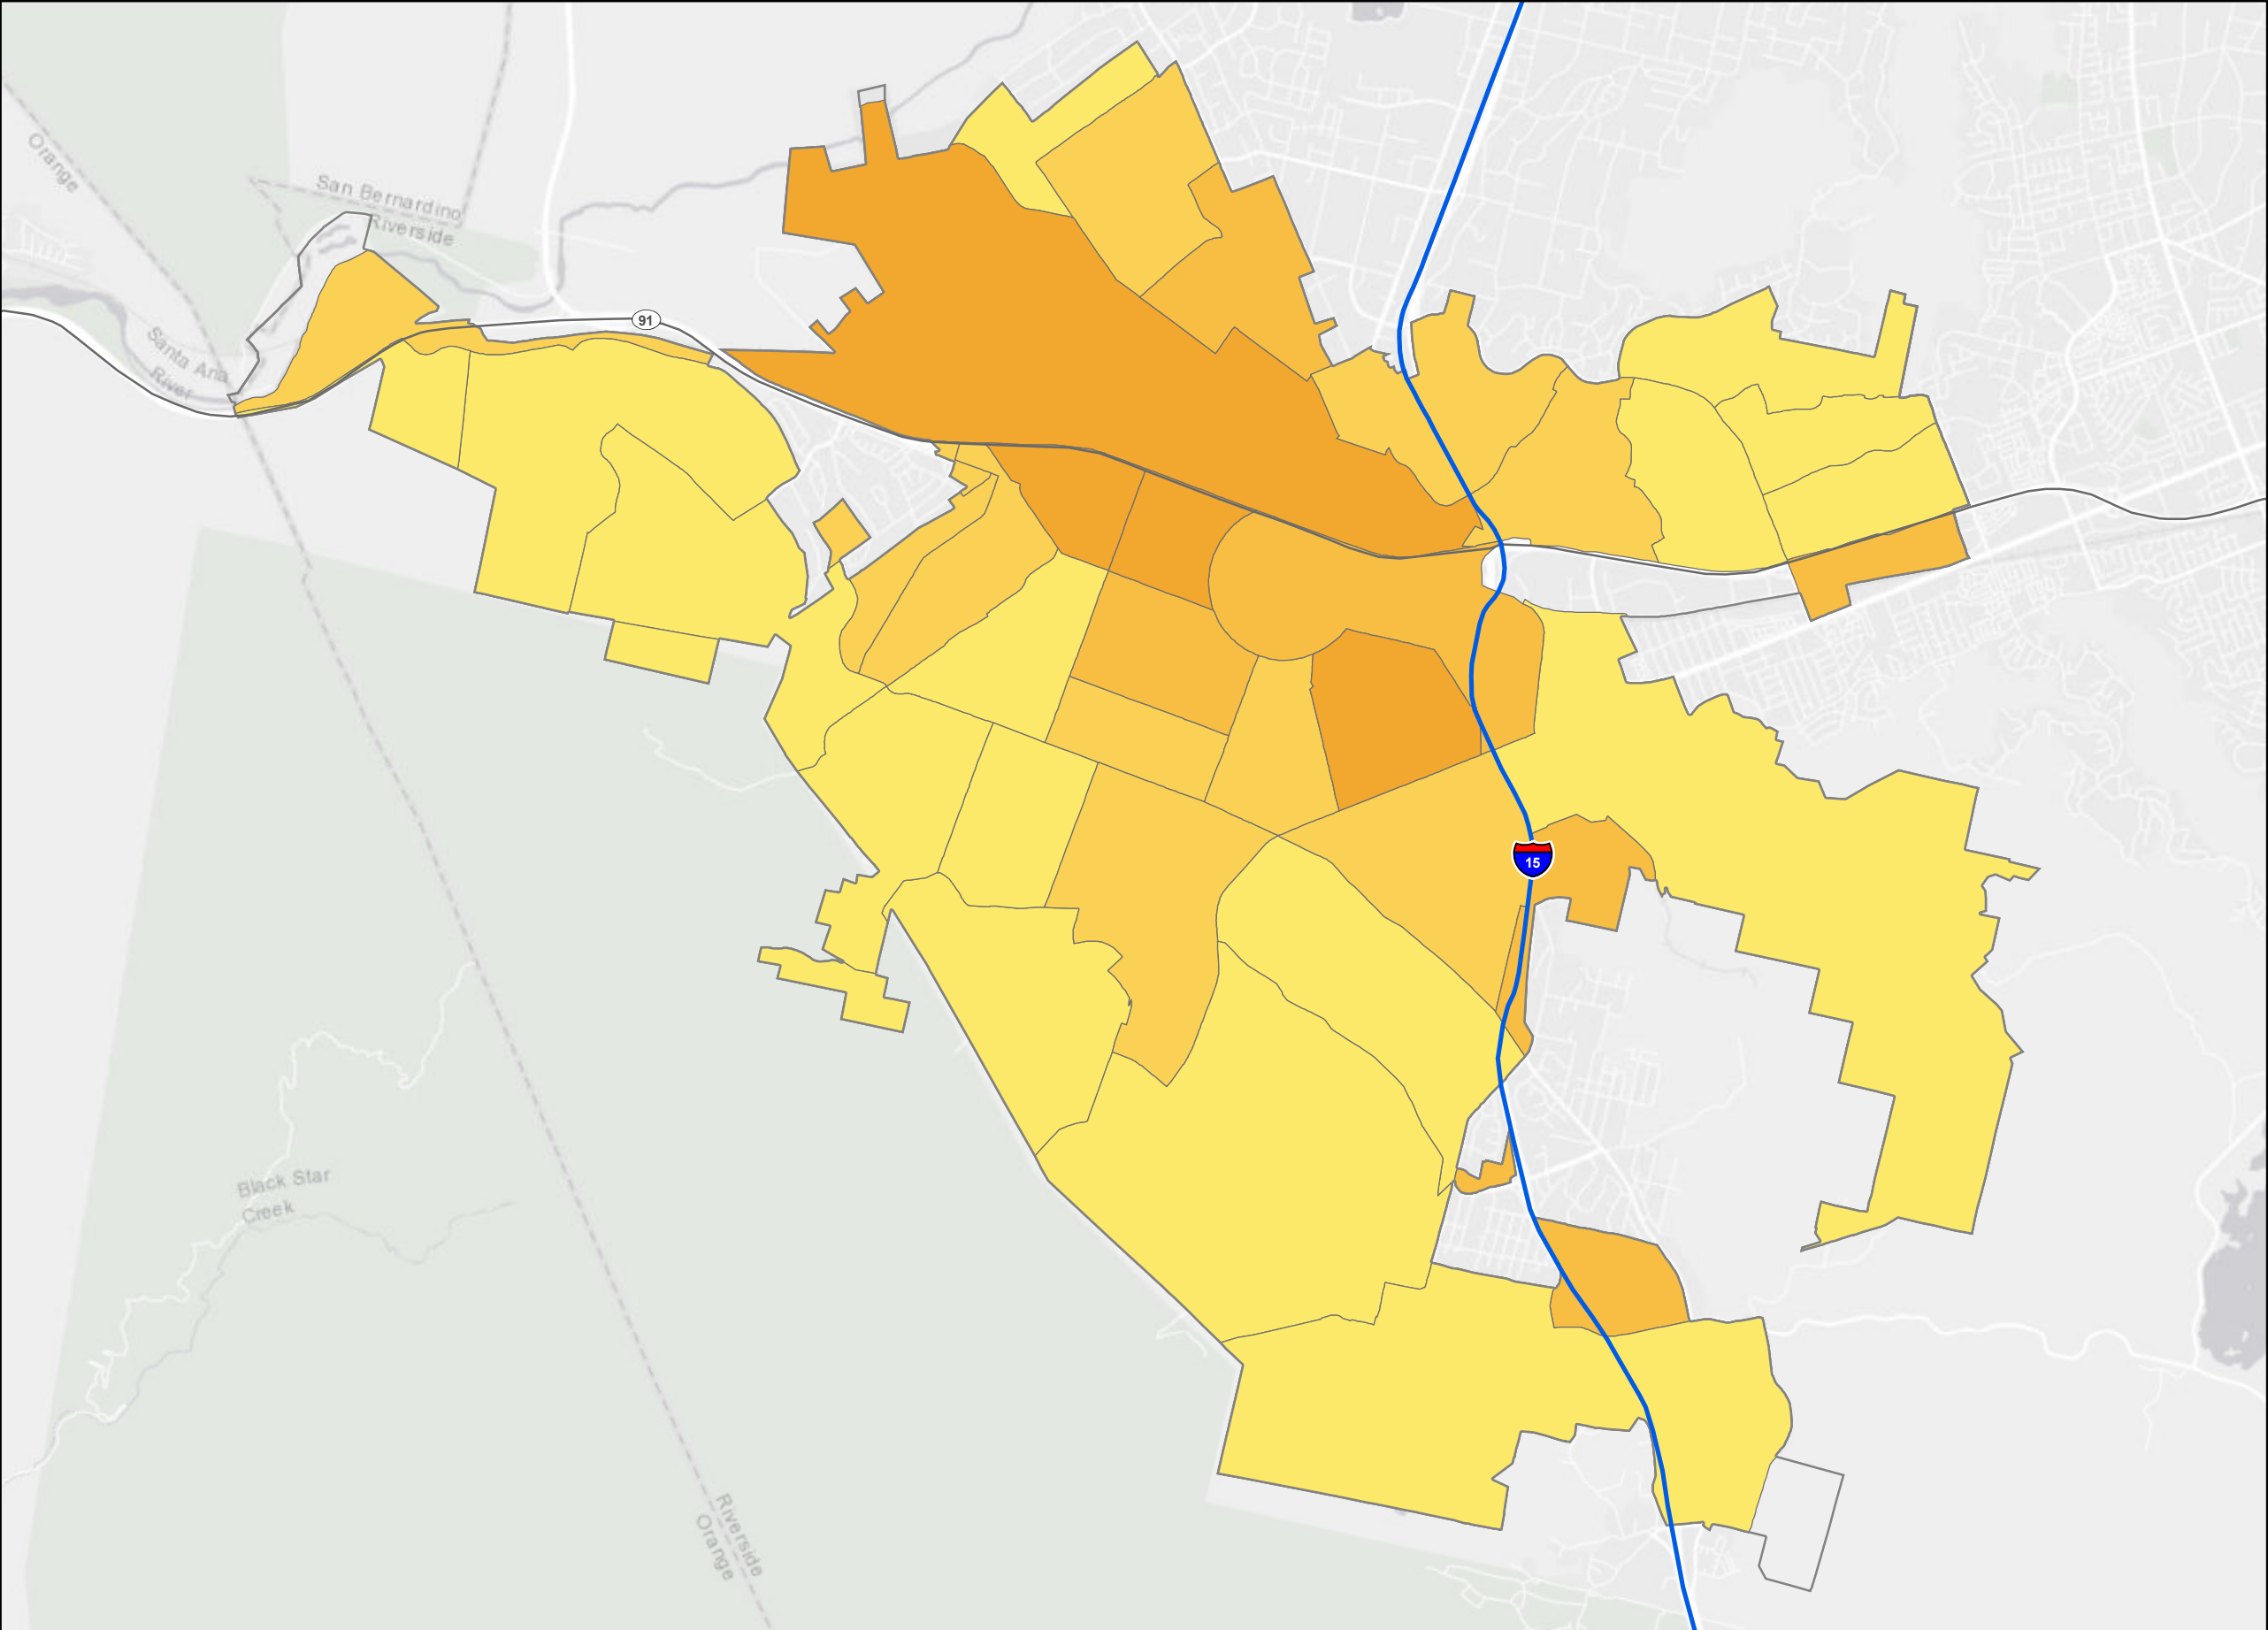 Orange
San Bernardino
Riverside
91
Santa Ana
River
15
Black Star
Creek
Riverside
Orange